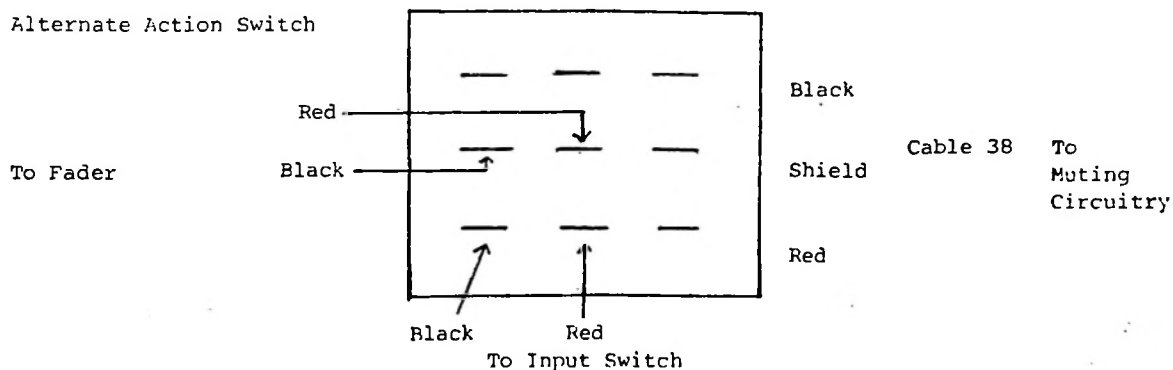 Alternate Action Switch
Black
Red
Cable 38 To
To Fader Black Shield Muting
Circuitry
Red
Black Red
To Input Switch